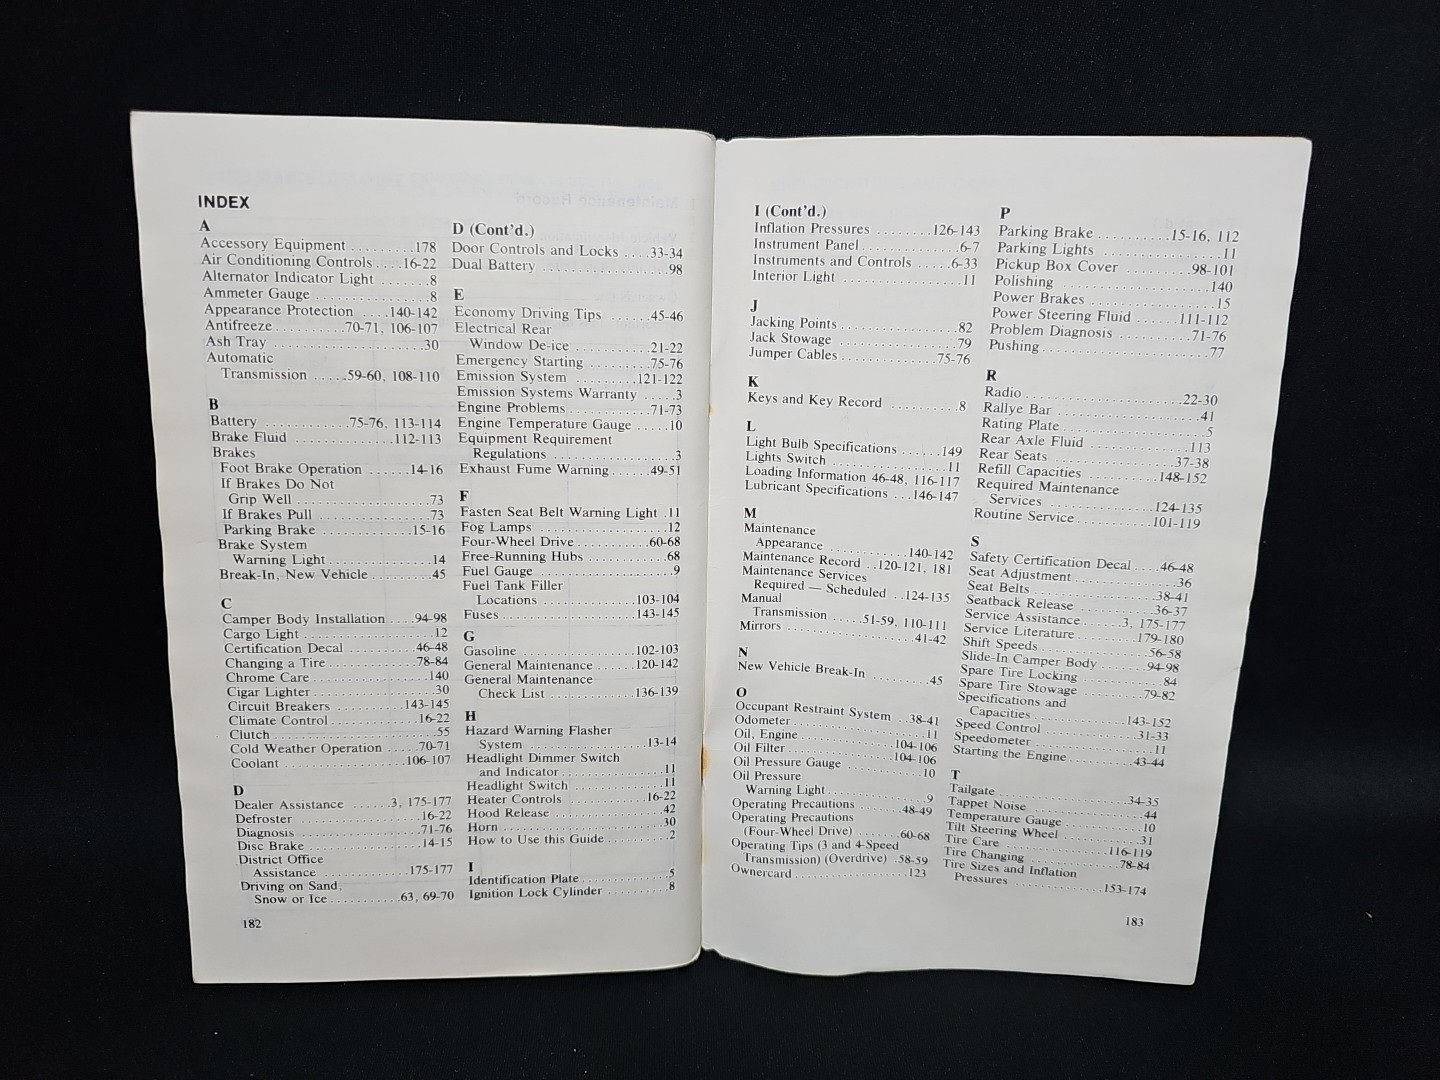 INDEX
A
Accessory Equipment .........178
Air Conditioning Controls....16-22
Alternator Indicator Light .......8
Ammeter Gauge ................8
Appearance Protection ....140-142
Antifreeze..........70-71, 106-107
Ash Tray .....................30
Automatic
Transmission .....59-60, 108-110
B
Battery ............75-76, 113-114
Brake Fluid ..............112-113
Brakes
Foot Brake Operation .......14-16
If Brakes Do Not
Grip Well ...................73
If Brakes Pull .................73
Parking Brake .............15-16
Brake System
Warning Light ...............14
Break-In, New Vehicle .........45
C
Camper Body Installation ....94-98
Cargo Light ...................12
Certification Decal ..........46-48
Changing a Tire .............78-84
Chrome Care .................140
Cigar Lighter .................30
Circuit Breakers .........143-145
Climate Control .............16-22
Clutch .......................55
Cold Weather Operation .....70-71
Coolant ..................106-107
D
Dealer Assistance ......3, 175-177
Defroster ..................16-22
Diagnosis ..................71-76
Disc Brake .................14-15
District Office
Assistance .............175-177
Driving on Sand,
Snow or Ice..........63, 69-70
182
D (Cont'd.)
Door Controls and Locks ....33-34
Dual Battery ..................98
E
Economy Driving Tips .......45-46
Electrical Rear
Window De-ice ...........21-22
Emergency Starting .........75-76
Emission System .........121-122
Emission Systems Warranty .....3
Engine Problems............71-73
Engine Temperature Gauge .....10
Equipment Requirement
Regulations ..................3
Exhaust Fume Warning......49-51
F
Fasten Seat Belt Warning Light .11
Fog Lamps ...................12
Four-Wheel Drive...........60-68
Free-Running Hubs ............68
Fuel Gauge ....................9
Fuel Tank Filler
Locations ..............103-104
Fuses....................143-145
G
Gasoline .................102-103
General Maintenance ......120-142
General Maintenance
Check List .............136-139
H
Hazard Warning Flasher
System ..................13-14
Headlight Dimmer Switch
and Indicator................11
Headlight Switch ..............11
Heater Controls .............16-22
Hood Release .................42
Horn .........................30
How to Use this Guide ..........2
I
Identification Plate ..............5
Ignition Lock Cylinder ..........8
I (Cont'd.)
Inflation Pressures ........126-143
Instrument Panel..............6-7
Instruments and Controls .....6-33
Interior Light .................11
J
Jacking Points .................82
Jack Stowage .................79
Jumper Cables..............75-76
K
Keys and Key Record ..........8
L
Light Bulb Specifications .......149
Lights Switch .................11
Loading Information 46-48, 116-117
Lubricant Specifications ...146-147
M
Maintenance
Appearance ...........140-142
Maintenance Record ..120-121, 181
Maintenance Services
Required — Scheduled ..124-135
Manual
Transmission .....51-59, 110-111
Mirrors ....................41-42
N
New Vehicle Break-In .........45
O
Occupant Restraint System ..38-41
Odometer.....................11
Oil, Engine ..............104-106
Oil Filter ................104-106
Oil Pressure Gauge ............10
Oil Pressure
Warning Light................9
Operating Precautions .......48-49
Operating Precautions
(Four-Wheel Drive) .......60-68
Operating Tips (3 and 4-Speed
Transmission) (Overdrive) .58-59
Ownercard...................123
P
Parking Brake ..........15-16, 112
Parking Lights .................11
Pickup Box Cover .........98-101
Polishing ....................140
Power Brakes .................15
Power Steering Fluid ......111-112
Problem Diagnosis ..........71-76
Pushing .......................77
R
Radio .....................22-30
Rallye Bar ....................41
Rating Plate ....................5
Rear Axle Fluid ..............113
Rear Seats .................37-38
Refill Capacities ..........148-152
Required Maintenance
Services ...............124-135
Routine Service...........101-119
S
Safety Certification Decal ....46-48
Seat Adjustment ...............36
Seat Belts ..................38-41
Seatback Release ...........36-37
Service Assistance ......3, 175-177
Service Literature.........179-180
Shift Speeds ................56-58
Slide-In Camper Body .......94-98
Spare Tire Locking ............84
Spare Tire Stowage .........79-82
Specifications and
Capacities .............143-152
Speed Control ..............31-33
Speedometer ..................11
Starting the Engine ..........43-44
T
Tailgate ....................34-35
Tappet Noise .................44
Temperature Gauge ............10
Tilt Steering Wheel ............31
Tire Care ................116-119
Tire Changing ..............78-84
Tire Sizes and Inflation
Pressures ..............153-174
183